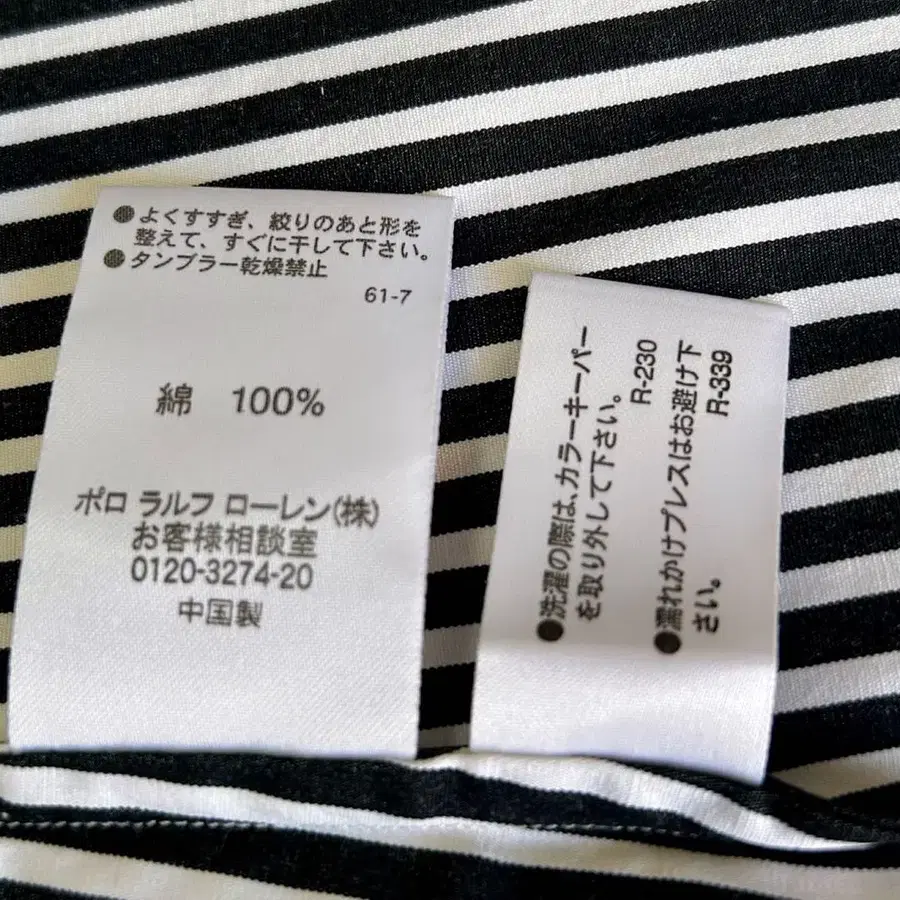 ●よくすすぎ、絞りのあと形を
整えて、すぐに干して下さい。
●タンブラー乾燥禁止
61-7
綿 100%
ポロ ラルフ ローレン(株)
お客様相談室
0120-3274-20
中国製
●洗濯の際は、カラーキーパー
を取り外して下さい。
R-230
●濡れかけプレスはお避け下
さい。
R-339